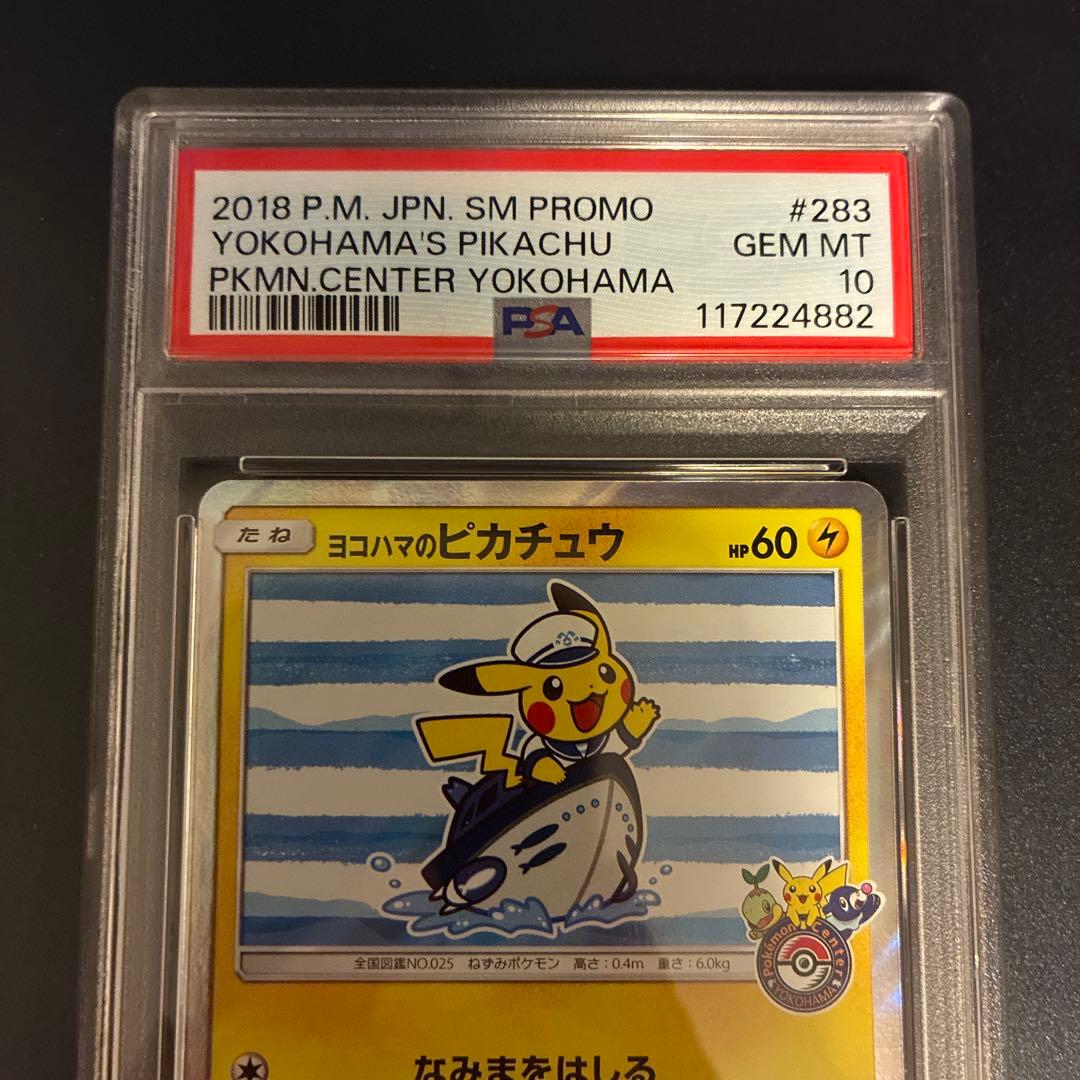 2018 P.M. JPN. SM PROMO #283
YOKOHAMA'S PIKACHU GEM MT
PKMN.CENTER YOKOHAMA 10
PSA 117224882
たね ヨコハマのピカチュウ HP60
全国図鑑NO.025 ねずみポケモン 高さ:0.4m 重さ:6.0kg
Pokémon Center
YOKOHAMA
なみまをはしる